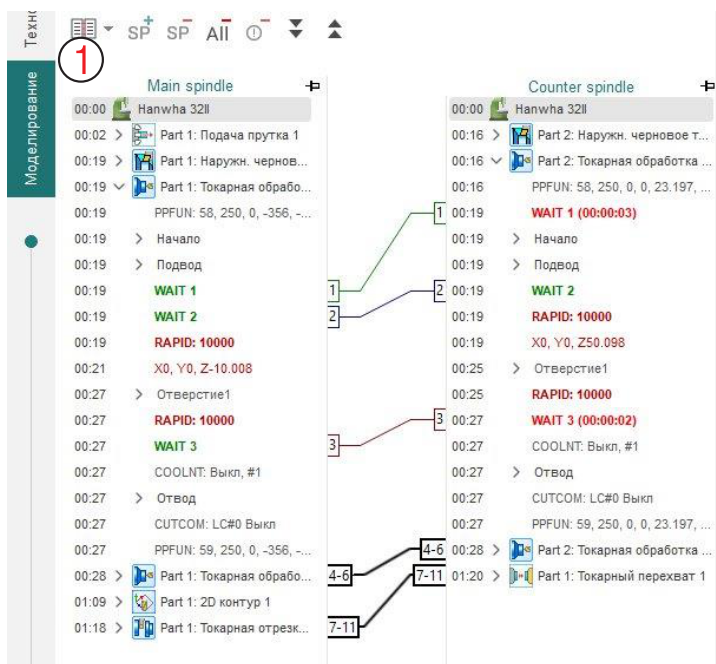 Техно
Моделирование
SP SP All
1
Main spindle
00:00 Hanwha 32II
00:02 Part 1: Подача прутка 1
00:19 Part 1: Наружн. чернов...
00:19 Part 1: Токарная обрабо...
00:19 PPFUN: 58, 250, 0, -356, -...
00:19 Начало
00:19 Подвод
00:19 WAIT 1
00:19 WAIT 2
00:19 RAPID: 10000
00:21 X0, Y0, Z-10.008
00:27 Отверстие1
00:27 RAPID: 10000
00:27 WAIT 3
00:27 COOLNT: Выкл, #1
00:27 Отвод
00:27 CUTCOM: LC#0 Выкл
00:27 PPFUN: 59, 250, 0, -356, -...
00:28 Part 1: Токарная обрабо...
01:09 Part 1: 2D контур 1
01:18 Part 1: Токарная отрезк...
1
2
3
4-6
7-11
1
2
3
4-6
7-11
Counter spindle
00:00 Hanwha 32II
00:16 Part 2: Наружн. черновое т...
00:16 Part 2: Токарная обработка ...
00:16 PPFUN: 58, 250, 0, 0, 23.197, ...
00:19 WAIT 1 (00:00:03)
00:19 Начало
00:19 Подвод
00:19 WAIT 2
00:19 RAPID: 10000
00:19 X0, Y0, Z50.098
00:25 Отверстие1
00:25 RAPID: 10000
00:27 WAIT 3 (00:00:02)
00:27 COOLNT: Выкл, #1
00:27 Отвод
00:27 CUTCOM: LC#0 Выкл
00:27 PPFUN: 59, 250, 0, 0, 23.197, ...
00:28 Part 2: Токарная обработка ...
01:20 Part 1: Токарный перехват 1